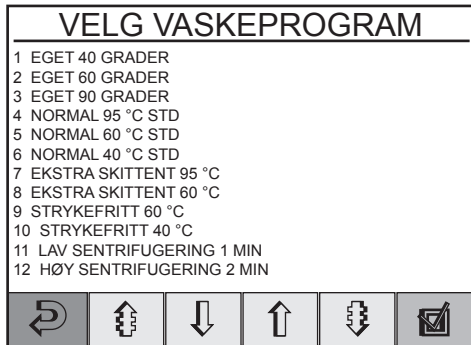 VELG VASKEPROGRAM
1 EGET 40 GRADER
2 EGET 60 GRADER
3 EGET 90 GRADER
4 NORMAL 95 °C STD
5 NORMAL 60 °C STD
6 NORMAL 40 °C STD
7 EKSTRA SKITTENT 95 °C
8 EKSTRA SKITTENT 60 °C
9 STRYKEFRITT 60 °C
10 STRYKEFRITT 40 °C
11 LAV SENTRIFUGERING 1 MIN
12 HØY SENTRIFUGERING 2 MIN